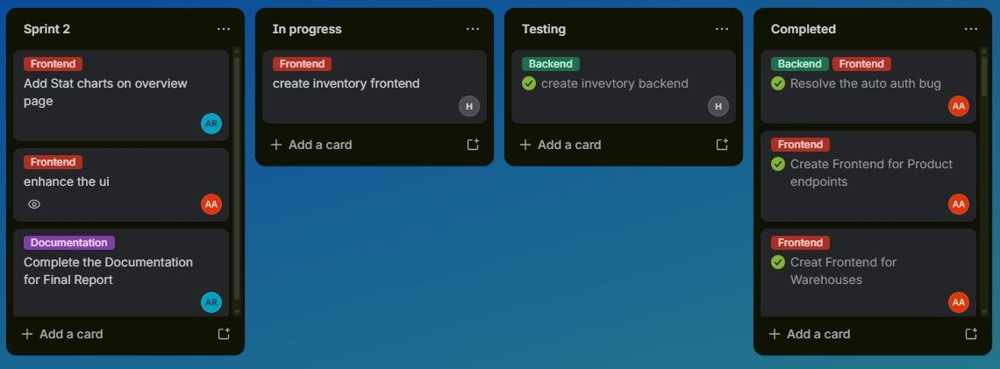 Sprint 2
Frontend
Add Stat charts on overview
page
AR
Frontend
enhance the ui
AA
Documentation
Complete the Documentation
for Final Report
AR
Add a card
In progress
Frontend
create inventory frontend
H
Add a card
Testing
Backend
create invevtory backend
H
Add a card
Completed
Backend Frontend
Resolve the auto auth bug
AA
Frontend
Create Frontend for Product
endpoints
AA
Frontend
Creat Frontend for
Warehouses
AA
Add a card